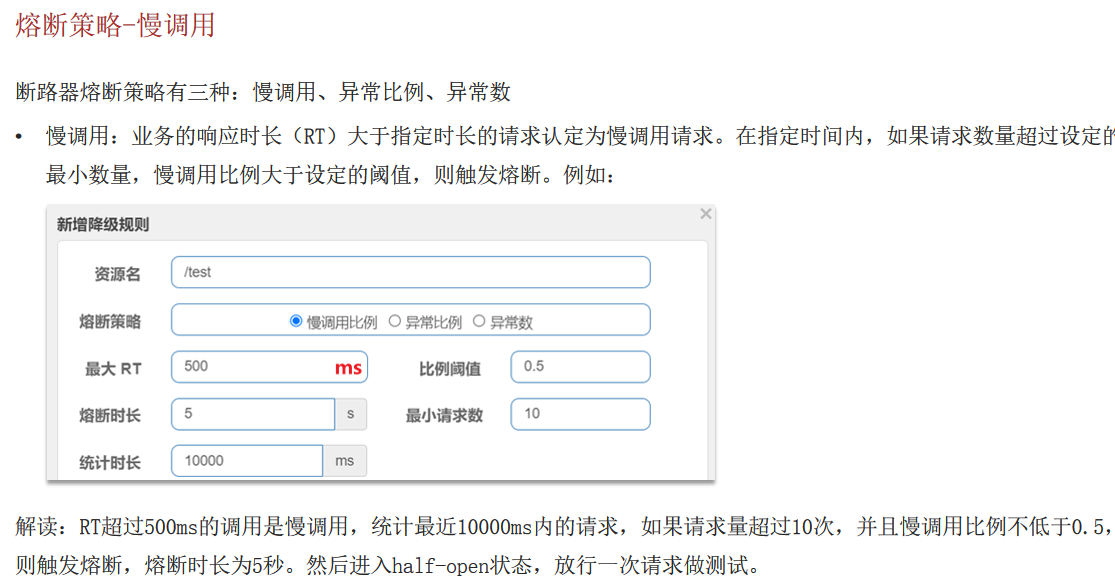 熔断策略-慢调用
断路器熔断策略有三种：慢调用、异常比例、异常数
• 慢调用：业务的响应时长（RT）大于指定时长的请求认定为慢调用请求。在指定时间内，如果请求数量超过设定的
最小数量，慢调用比例大于设定的阈值，则触发熔断。例如：
新增降级规则
资源名 /test
熔断策略 慢调用比例 异常比例 异常数
最大 RT 500 ms 比例阈值 0.5
熔断时长 5 s 最小请求数 10
统计时长 10000 ms
解读：RT超过500ms的调用是慢调用，统计最近10000ms内的请求，如果请求量超过10次，并且慢调用比例不低于0.5，
则触发熔断，熔断时长为5秒。然后进入half-open状态，放行一次请求做测试。